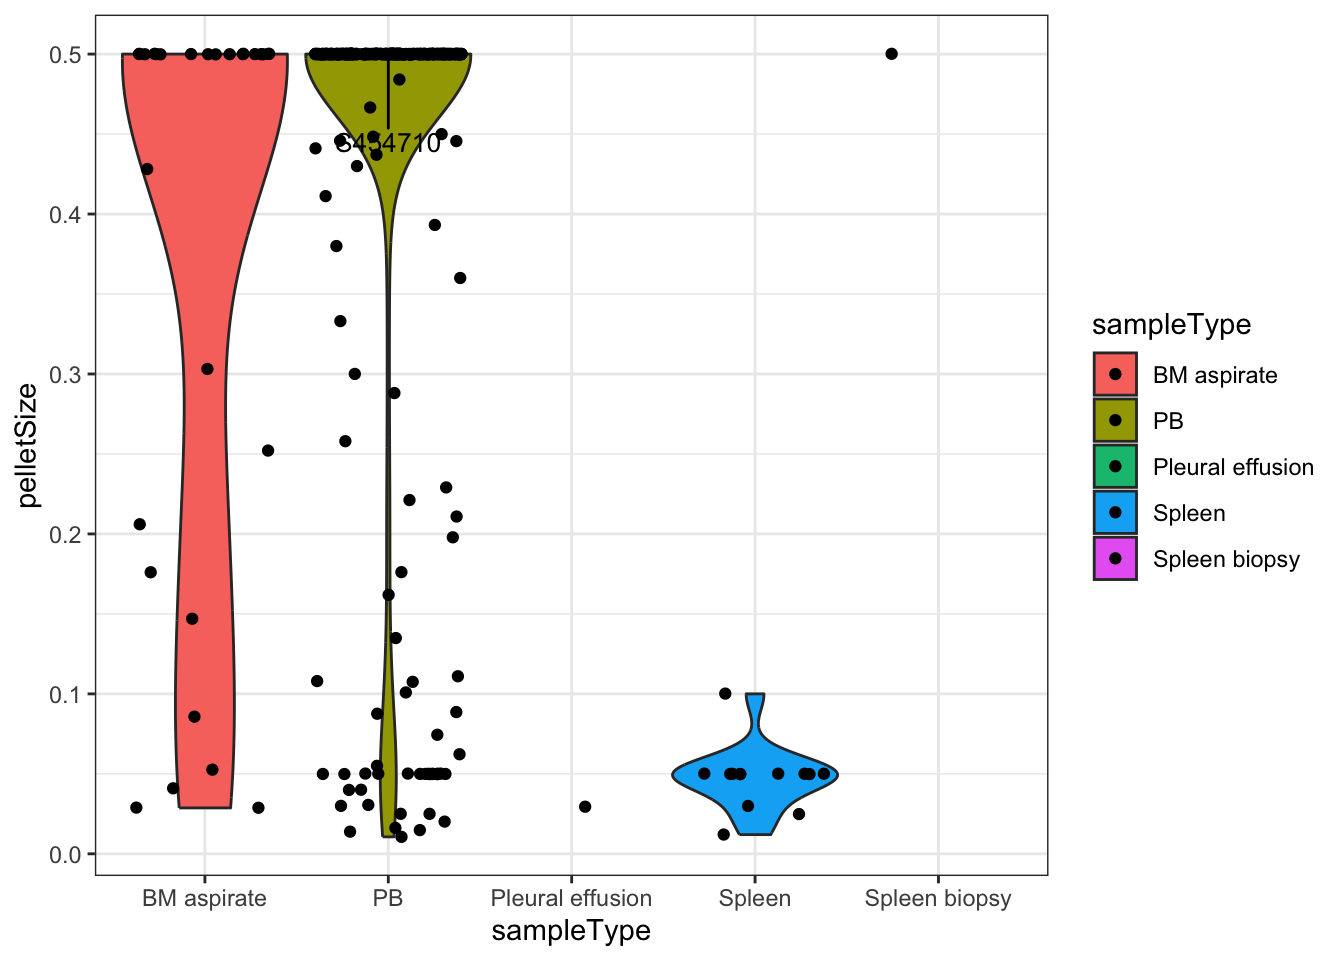 0.5
0.4
0.3
0.2
0.1
0.0
pelletSize
S454710
BM aspirate
PB
Pleural effusion
Spleen
Spleen biopsy
sampleType
sampleType
BM aspirate
PB
Pleural effusion
Spleen
Spleen biopsy